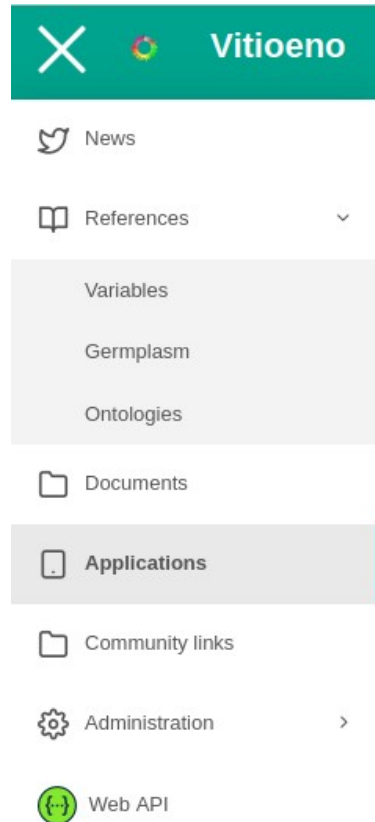 Vitioeno
News
References
Variables
Germplasm
Ontologies
Documents
Applications
Community links
Administration
{···} Web API